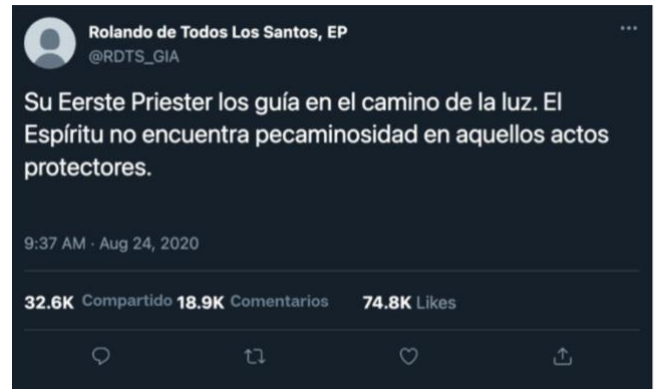 Rolando de Todos Los Santos, EP
@RDTS_GIA
Su Eerste Priester los guía en el camino de la luz. El
Espíritu no encuentra pecaminosidad en aquellos actos
protectores.
9:37 AM · Aug 24, 2020
32.6K Compartido 18.9K Comentarios 74.8K Likes